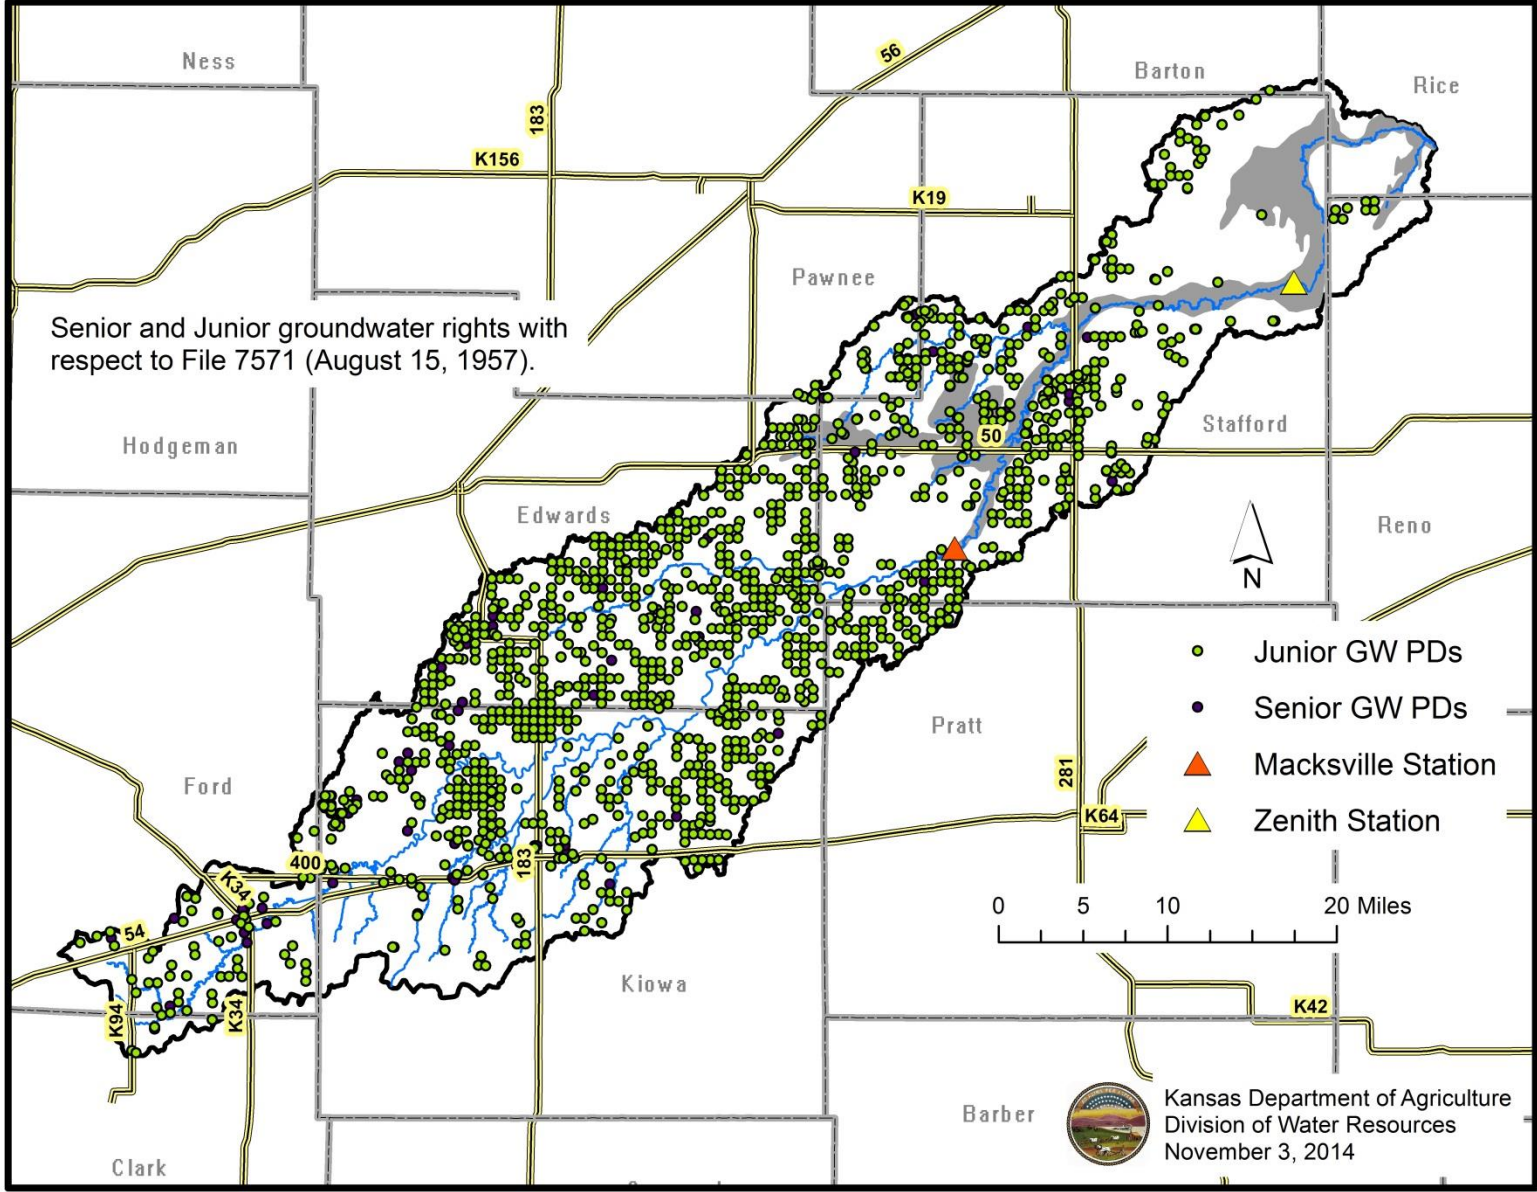 Ness
Barton
Rice
56
183
K156
K19
Pawnee
Senior and Junior groundwater rights with
respect to File 7571 (August 15, 1957).
Hodgeman
Stafford
50
Edwards
Reno
N
Junior GW PDs
Senior GW PDs
Macksville Station
Zenith Station
Pratt
Ford
281
K64
400
183
K34
54
0 5 10 20 Miles
Kiowa
K94
K34
K42
Barber
Clark
Kansas Department of Agriculture
Division of Water Resources
November 3, 2014